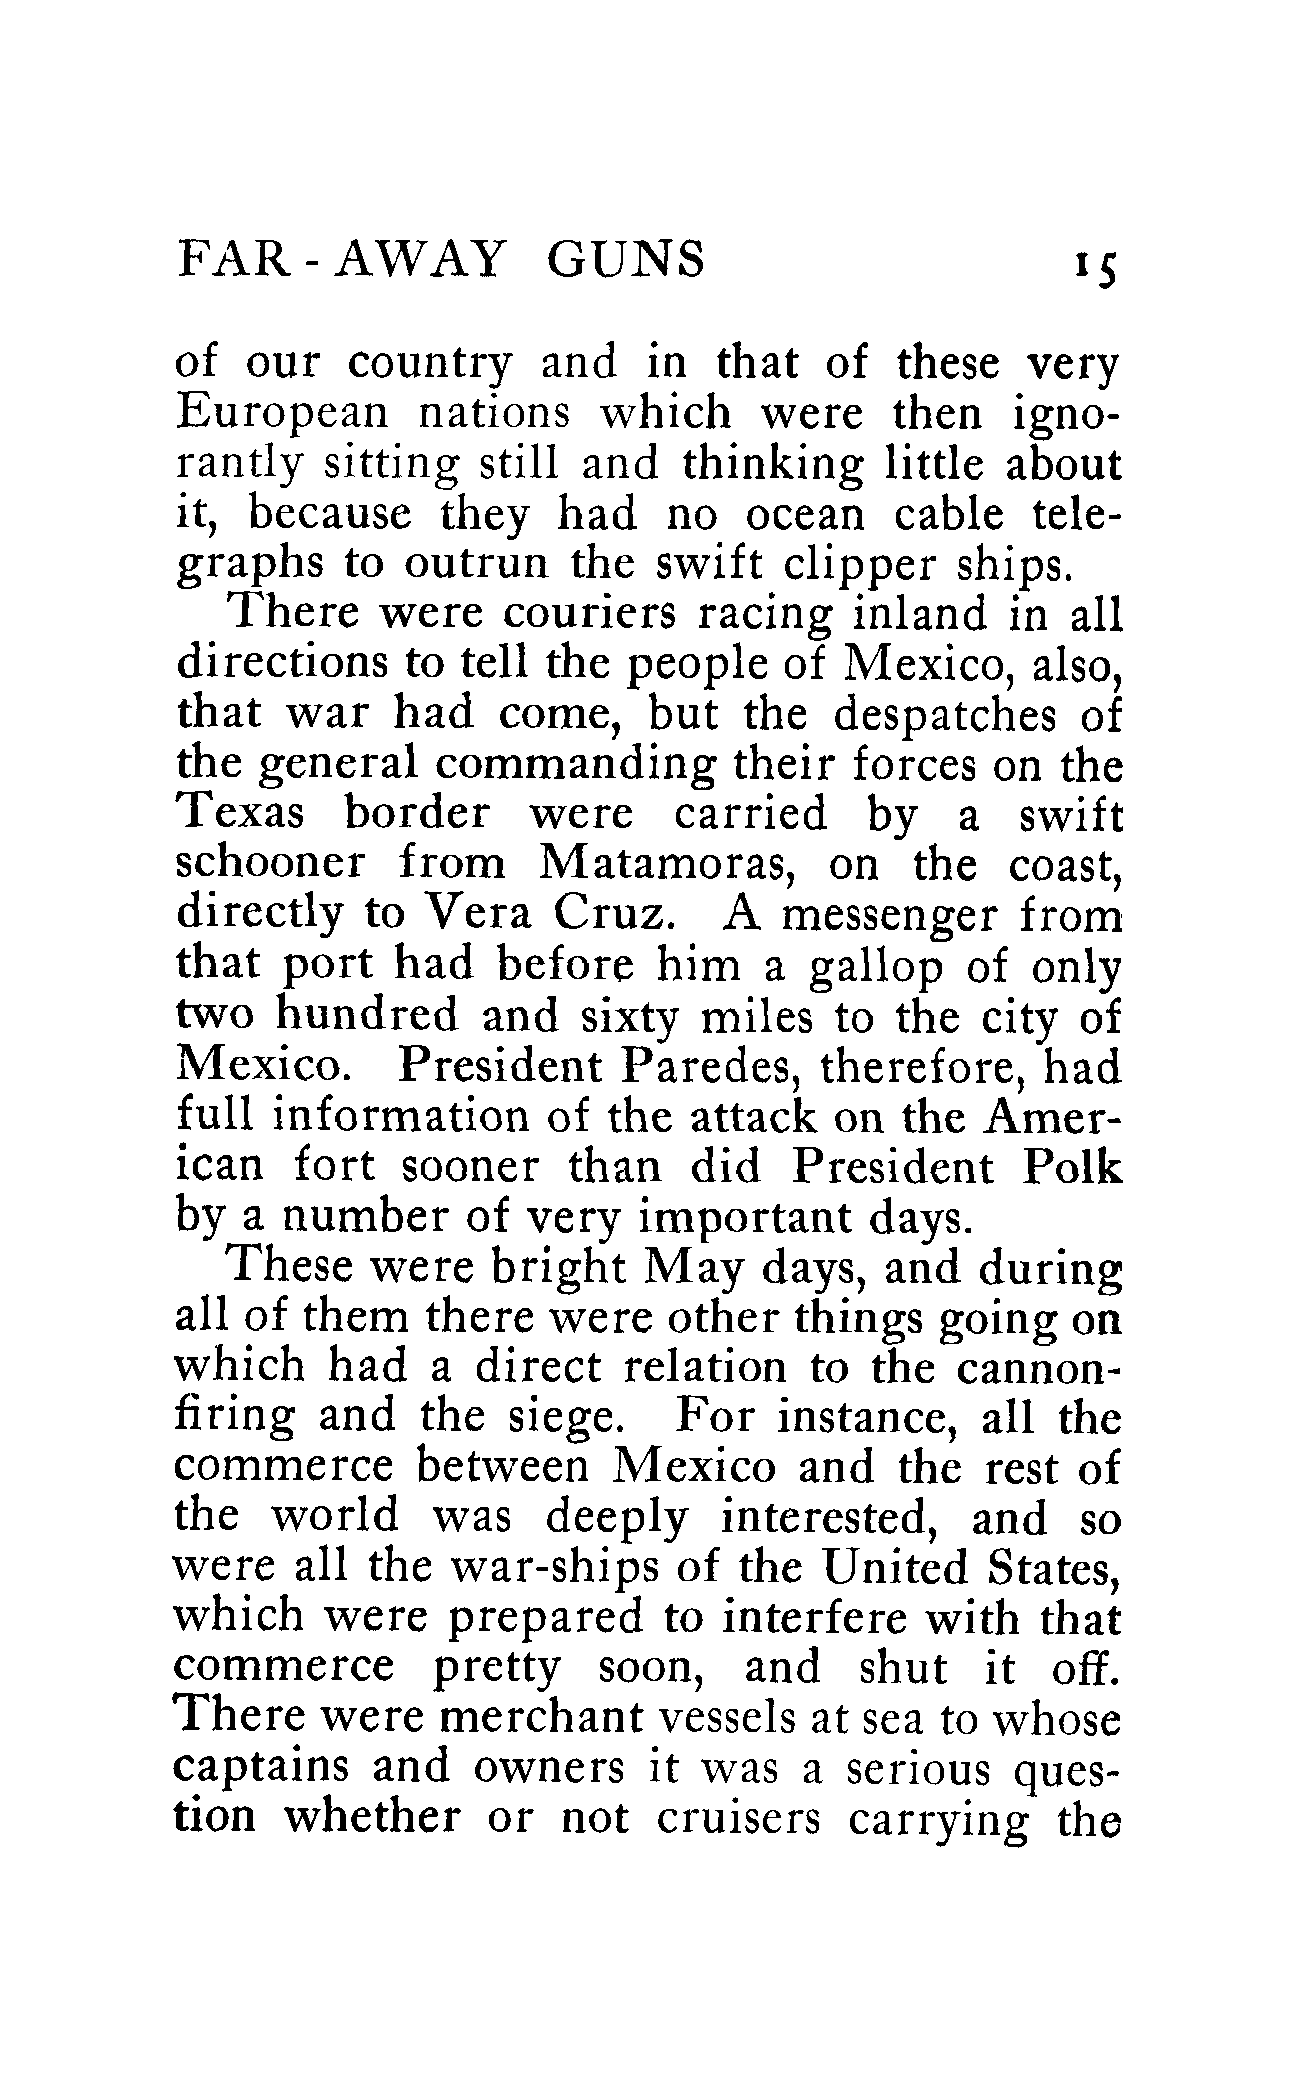 FAR - AWAY GUNS 15
of our country and in that of these very
European nations which were then igno-
rantly sitting still and thinking little about
it, because they had no ocean cable tele-
graphs to outrun the swift clipper ships.
There were couriers racing inland in all
directions to tell the people of Mexico, also,
that war had come, but the despatches of
the general commanding their forces on the
Texas border were carried by a swift
schooner from Matamoras, on the coast,
directly to Vera Cruz. A messenger from
that port had before him a gallop of only
two hundred and sixty miles to the city of
Mexico. President Paredes, therefore, had
full information of the attack on the Amer-
ican fort sooner than did President Polk
by a number of very important days.
These were bright May days, and during
all of them there were other things going on
which had a direct relation to the cannon-
firing and the siege. For instance, all the
commerce between Mexico and the rest of
the world was deeply interested, and so
were all the war-ships of the United States,
which were prepared to interfere with that
commerce pretty soon, and shut it off.
There were merchant vessels at sea to whose
captains and owners it was a serious ques-
tion whether or not cruisers carrying the